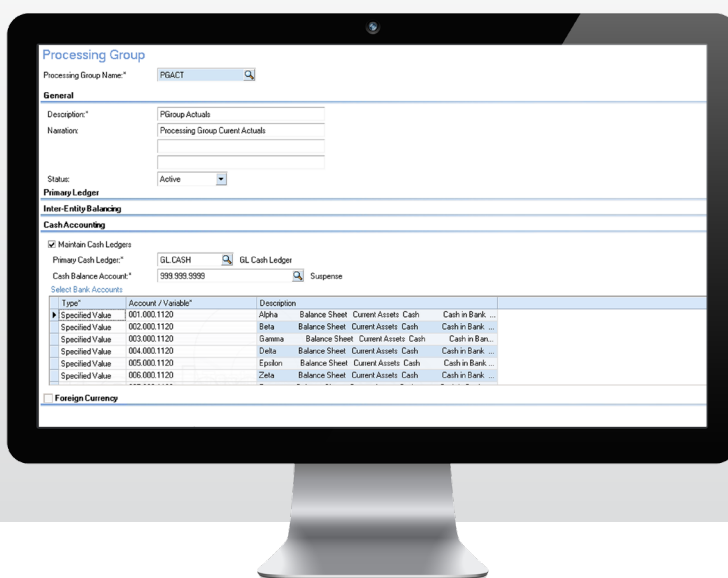 Processing Group
Processing Group Name:* PGACT
General
Description:* PGroup Actuals
Narration: Processing Group Curent Actuals
Status: Active
Primary Ledger
Inter-Entity Balancing
Cash Accounting
Maintain Cash Ledgers
Primary Cash Ledger:* GL.CASH GL Cash Ledger
Cash Balance Account:* 999.999.9999 Suspense
Select Bank Accounts
Type* Account / Variable* Description
Specified Value 001.000.1120 Alpha Balance Sheet Current Assets Cash Cash in Bank ...
Specified Value 002.000.1120 Beta Balance Sheet Current Assets Cash Cash in Bank ...
Specified Value 003.000.1120 Gamma Balance Sheet Current Assets Cash Cash in Ban...
Specified Value 004.000.1120 Delta Balance Sheet Current Assets Cash Cash in Bank ...
Specified Value 005.000.1120 Epsilon Balance Sheet Current Assets Cash Cash in Bank ...
Specified Value 006.000.1120 Zeta Balance Sheet Current Assets Cash Cash in Bank ...
Foreign Currency